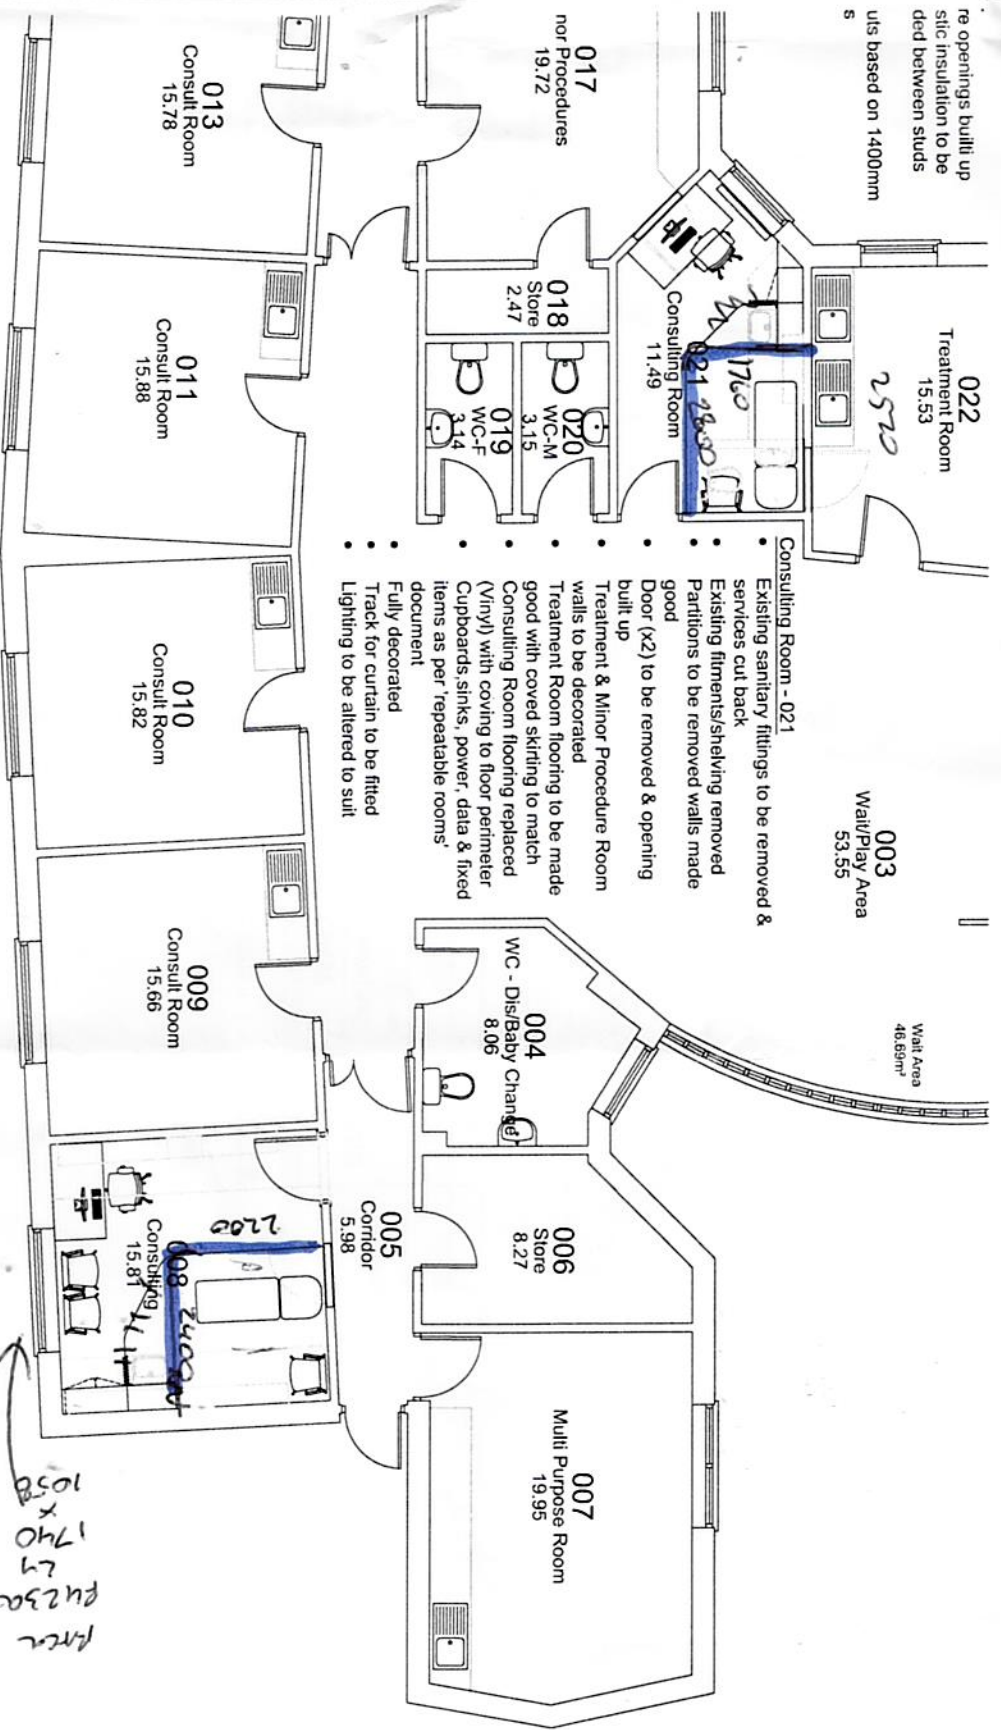 re openings builti up
stic insulation to be
ded between studs
uts based on 1400mm
s
022
Treatment Room
15.53
2520
003
Wait/Play Area
53.55
Wait Area
46.69m²
017
nor Procedures
19.72
018
Store
2.47
020
WC-M
3.15
019
WC-F
3.14
021
Consulting Room
11.49
1760
2800
Consulting Room - 021
• Existing sanitary fittings to be removed &
services cut back
• Existing fitments/shelving removed
• Partitions to be removed walls made
good
• Door (x2) to be removed & opening
built up
• Treatment & Minor Procedure Room
walls to be decorated
• Treatment Room flooring to be made
good with coved skirting to match
• Consulting Room flooring replaced
(Vinyl) with coving to floor perimeter
• Cupboards,sinks, power, data & fixed
items as per 'repeatable rooms'
document
• Fully decorated
• Track for curtain to be fitted
• Lighting to be altered to suit
004
WC - Dis/Baby Change
8.06
006
Store
8.27
005
Corridor
5.98
007
Multi Purpose Room
19.95
013
Consult Room
15.78
011
Consult Room
15.88
010
Consult Room
15.82
009
Consult Room
15.66
008
Consulting
15.81
2200
2400
1740
x
1050